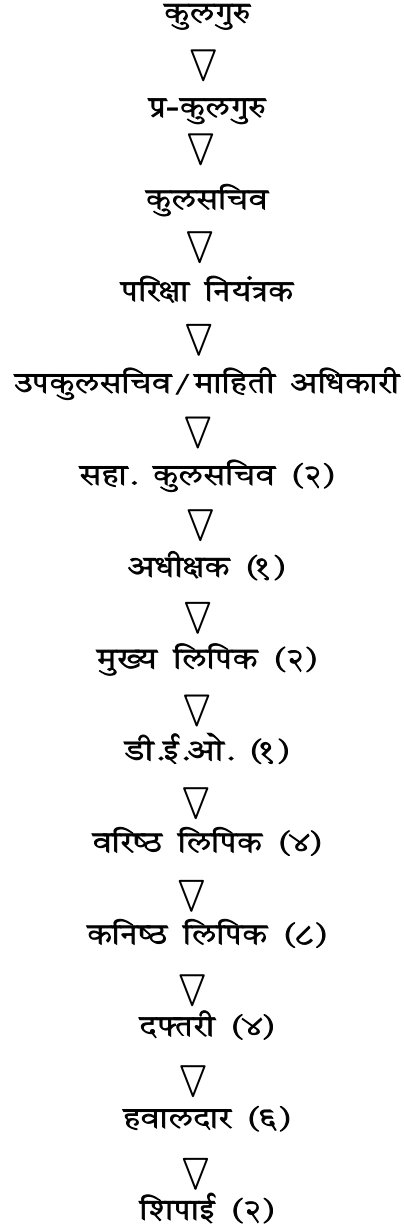 कुलगुरु
प्र-कुलगुरु
कुलसचिव
परिक्षा नियंत्रक
उपकुलसचिव/माहिती अधिकारी
सहा. कुलसचिव (२)
अधीक्षक (१)
मुख्य लिपिक (२)
डी.ई.ओ. (१)
वरिष्ठ लिपिक (४)
कनिष्ठ लिपिक (८)
दफ्तरी (४)
हवालदार (६)
शिपाई (२)